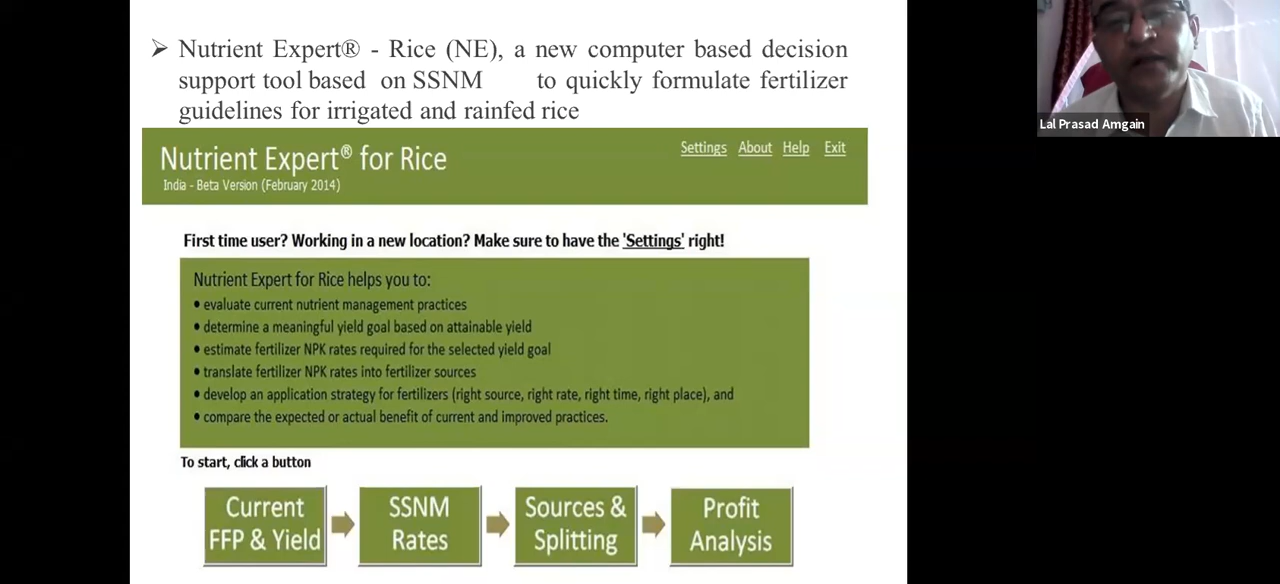 ➢ Nutrient Expert® - Rice (NE), a new computer based decision
support tool based on SSNM to quickly formulate fertilizer
guidelines for irrigated and rainfed rice
Lal Prasad Amgain
Nutrient Expert® for Rice
Settings About Help Exit
India - Beta Version (February 2014)
First time user? Working in a new location? Make sure to have the 'Settings' right!
Nutrient Expert for Rice helps you to:
• evaluate current nutrient management practices
• determine a meaningful yield goal based on attainable yield
• estimate fertilizer NPK rates required for the selected yield goal
• translate fertilizer NPK rates into fertilizer sources
• develop an application strategy for fertilizers (right source, right rate, right time, right place), and
• compare the expected or actual benefit of current and improved practices.
To start, click a button
Current
FFP & Yield
SSNM
Rates
Sources &
Splitting
Profit
Analysis